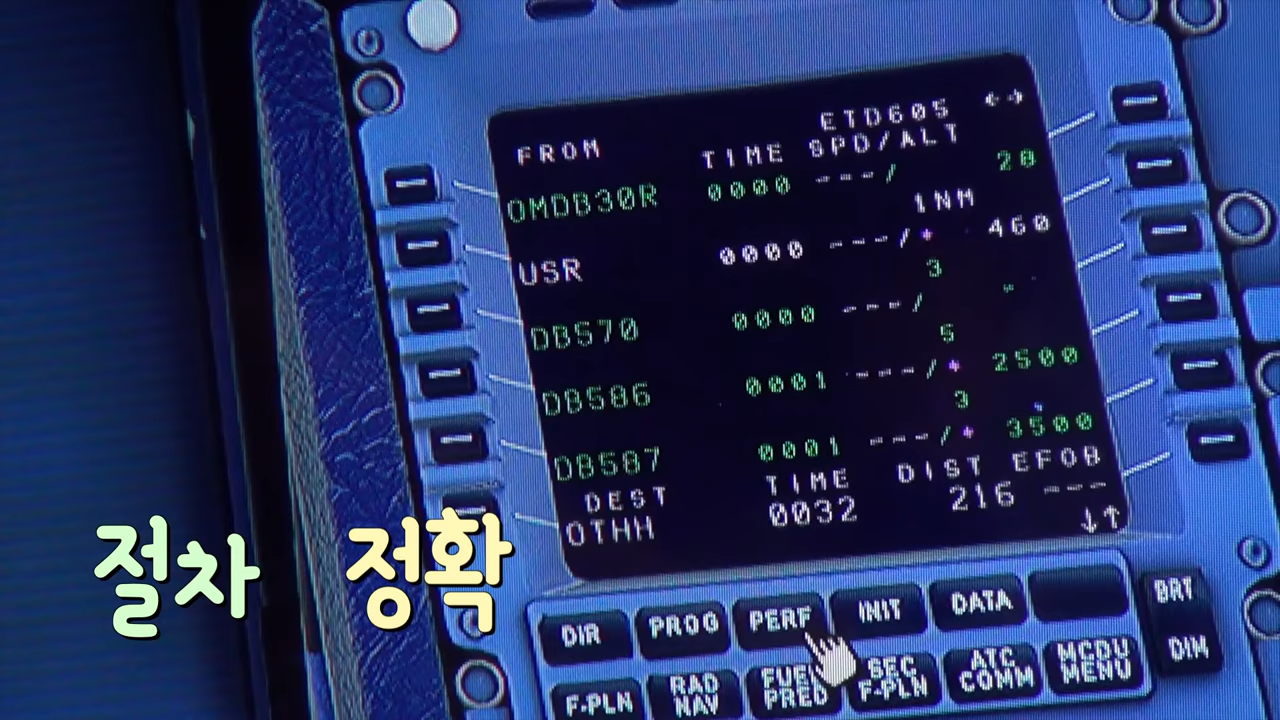 ETD605 ←→
FROM TIME SPD/ALT
OMDB30R 0000 ---/ 28
1NM
USR 0000 ---/* 460
3
DB570 0000 ---/
5
DB586 0001 ---/* 2500
3
DB587 0001 ---/* 3500
DEST TIME DIST EFOB
OTHH 0032 216 ---
↓↑
절차 정확
DIR PROG PERF INIT DATA BRT
F-PLN RAD NAV FUEL PRED SEC F-PLN ATC COMM MCDU MENU DIM